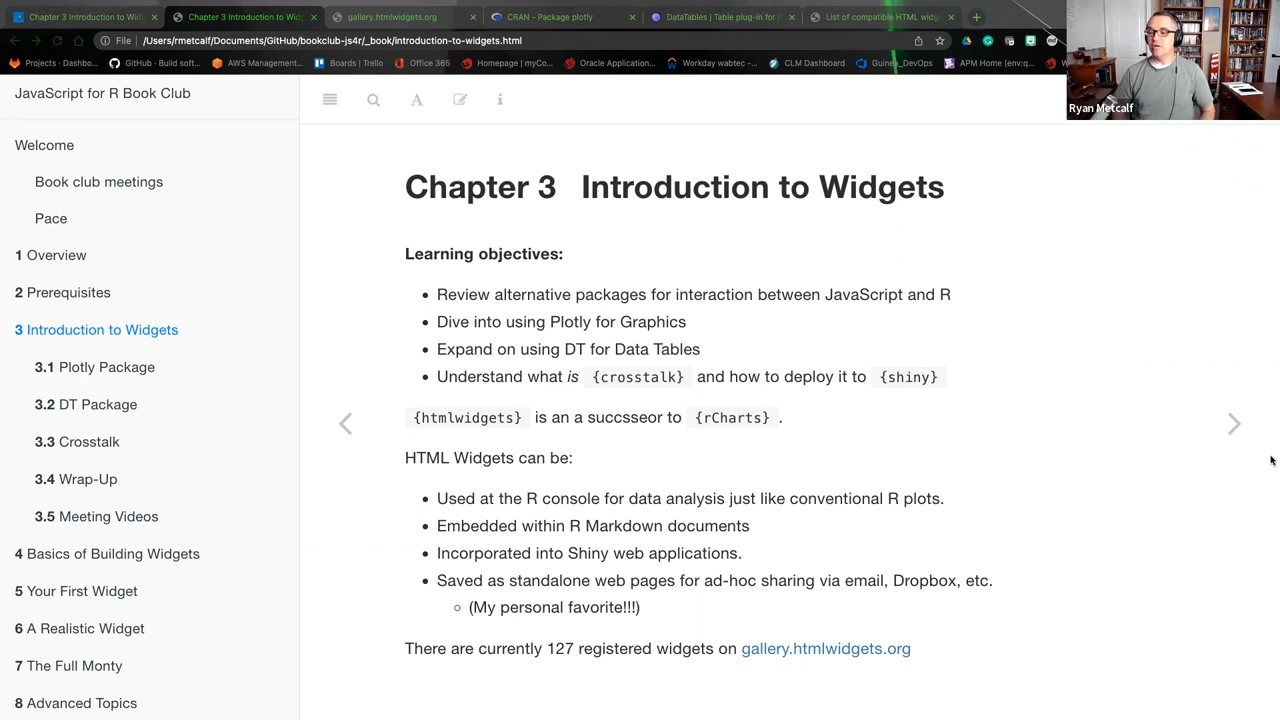 Chapter 3 Introduction to Wid
Chapter 3 Introduction to Widg
gallery.htmlwidgets.org
CRAN - Package plotly
DataTables | Table plug-in for j
List of compatible HTML widg
File /Users/rmetcalf/Documents/GitHub/bookclub-js4r/_book/introduction-to-widgets.html
Projects · Dashbo...
GitHub · Build soft...
AWS Management...
Boards | Trello
Office 365
Homepage | myCo...
Oracle Application...
Workday wabtec -...
CLM Dashboard
Guinea_DevOps
APM Home (env:q...
Ryan Metcalf
JavaScript for R Book Club
Welcome
Book club meetings
Pace
1 Overview
2 Prerequisites
3 Introduction to Widgets
3.1 Plotly Package
3.2 DT Package
3.3 Crosstalk
3.4 Wrap-Up
3.5 Meeting Videos
4 Basics of Building Widgets
5 Your First Widget
6 A Realistic Widget
7 The Full Monty
8 Advanced Topics
Chapter 3 Introduction to Widgets
Learning objectives:
• Review alternative packages for interaction between JavaScript and R
• Dive into using Plotly for Graphics
• Expand on using DT for Data Tables
• Understand what is {crosstalk} and how to deploy it to {shiny}
{htmlwidgets} is an a succsseor to {rCharts}.
HTML Widgets can be:
• Used at the R console for data analysis just like conventional R plots.
• Embedded within R Markdown documents
• Incorporated into Shiny web applications.
• Saved as standalone web pages for ad-hoc sharing via email, Dropbox, etc.
◦ (My personal favorite!!!)
There are currently 127 registered widgets on gallery.htmlwidgets.org